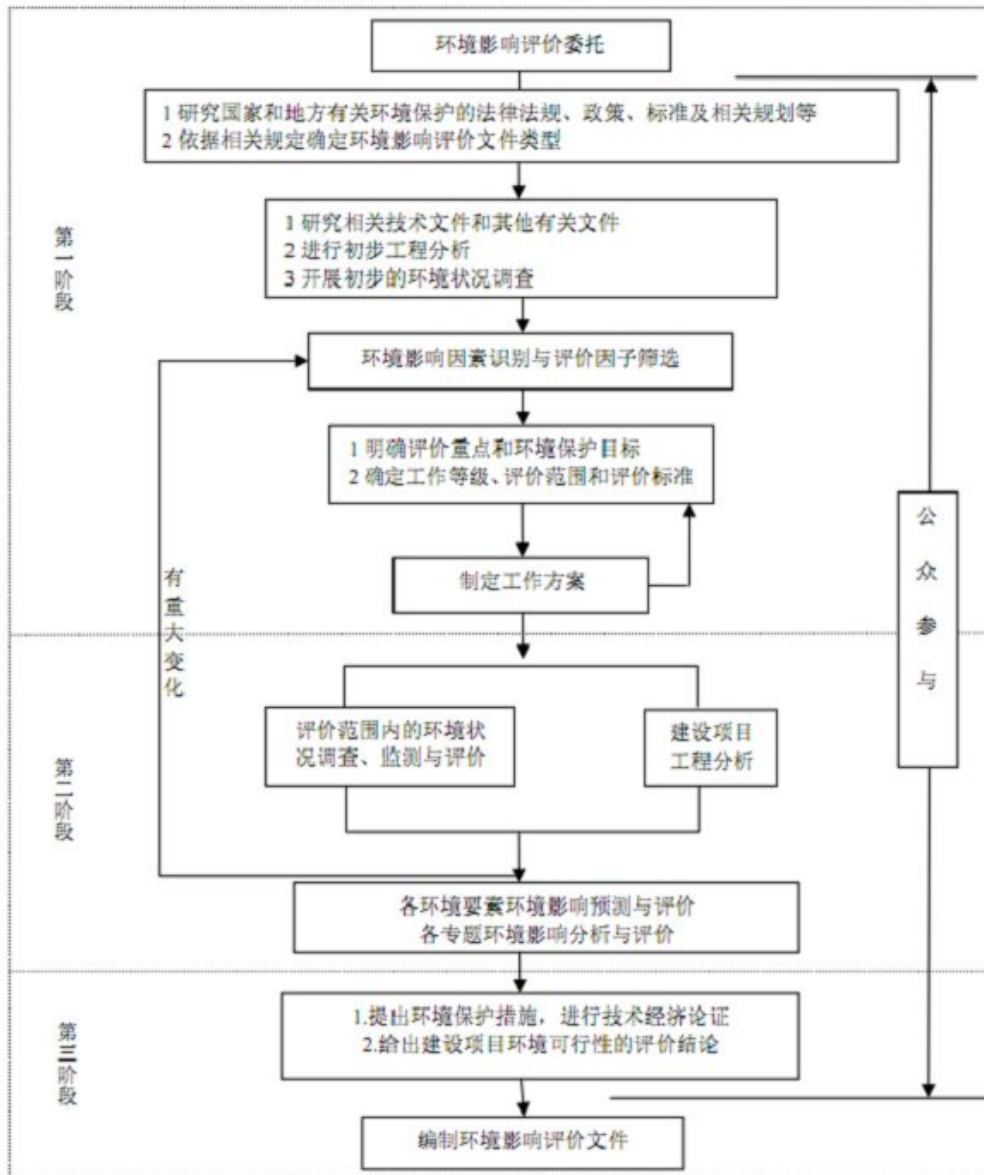 环境影响评价委托
1 研究国家和地方有关环境保护的法律法规、政策、标准及相关规划等
2 依据相关规定确定环境影响评价文件类型
第一阶段
1 研究相关技术文件和其他有关文件
2 进行初步工程分析
3 开展初步的环境状况调查
环境影响因素识别与评价因子筛选
1 明确评价重点和环境保护目标
2 确定工作等级、评价范围和评价标准
公众参与
制定工作方案
有重大变化
第二阶段
评价范围内的环境状
况调查、监测与评价
建设项目
工程分析
各环境要素环境影响预测与评价
各专题环境影响分析与评价
第三阶段
1.提出环境保护措施，进行技术经济论证
2.给出建设项目环境可行性的评价结论
编制环境影响评价文件